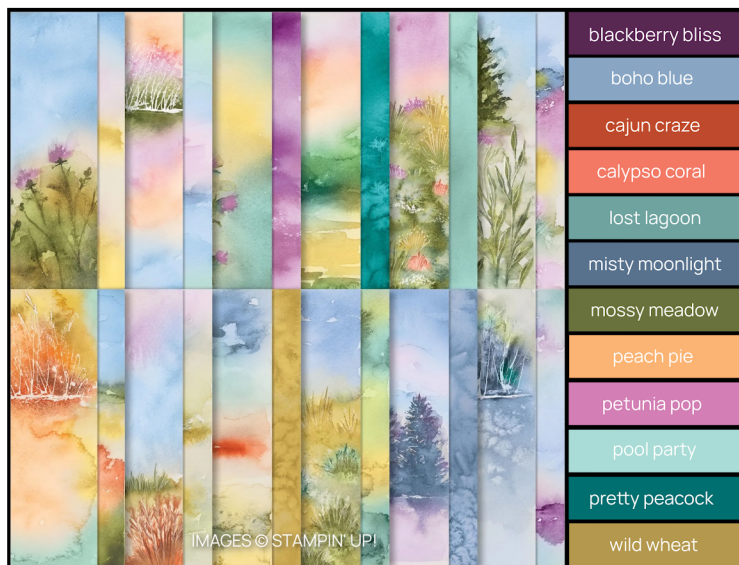 blackberry bliss
boho blue
cajun craze
calypso coral
lost lagoon
misty moonlight
mossy meadow
peach pie
petunia pop
pool party
pretty peacock
wild wheat
IMAGES © STAMPIN' UP!